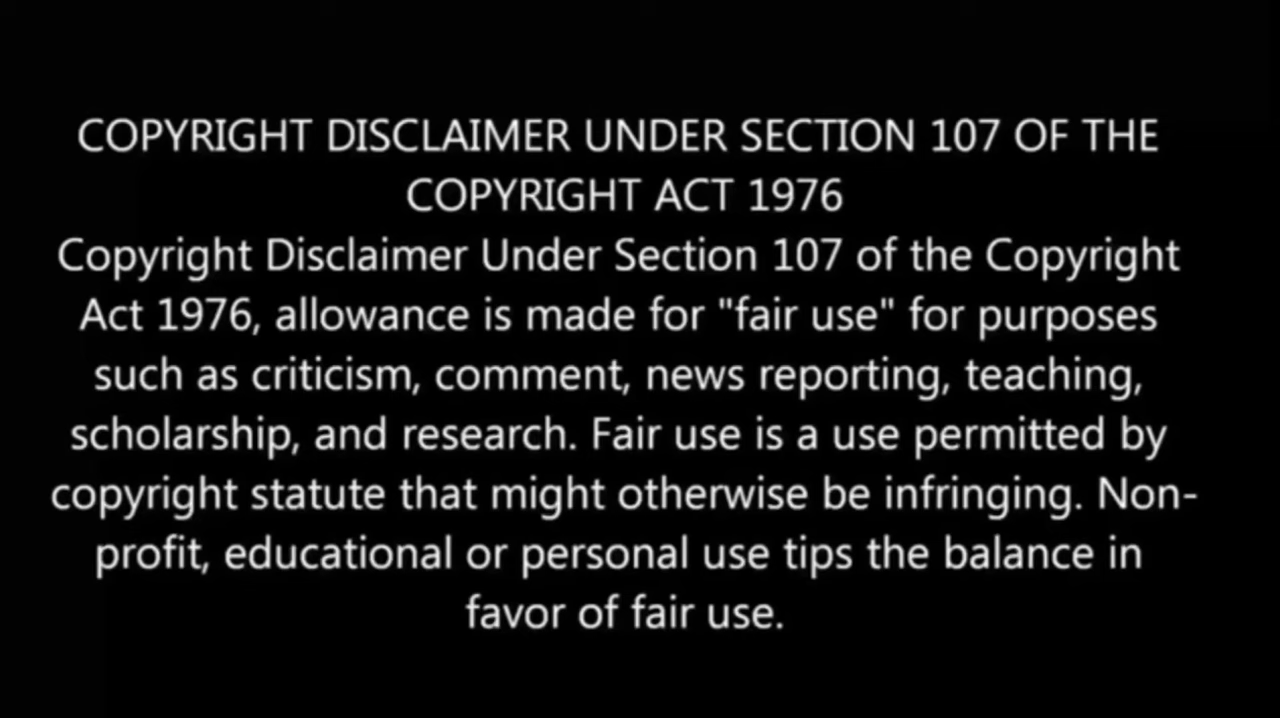 COPYRIGHT DISCLAIMER UNDER SECTION 107 OF THE
COPYRIGHT ACT 1976
Copyright Disclaimer Under Section 107 of the Copyright
Act 1976, allowance is made for "fair use" for purposes
such as criticism, comment, news reporting, teaching,
scholarship, and research. Fair use is a use permitted by
copyright statute that might otherwise be infringing. Non-
profit, educational or personal use tips the balance in
favor of fair use.